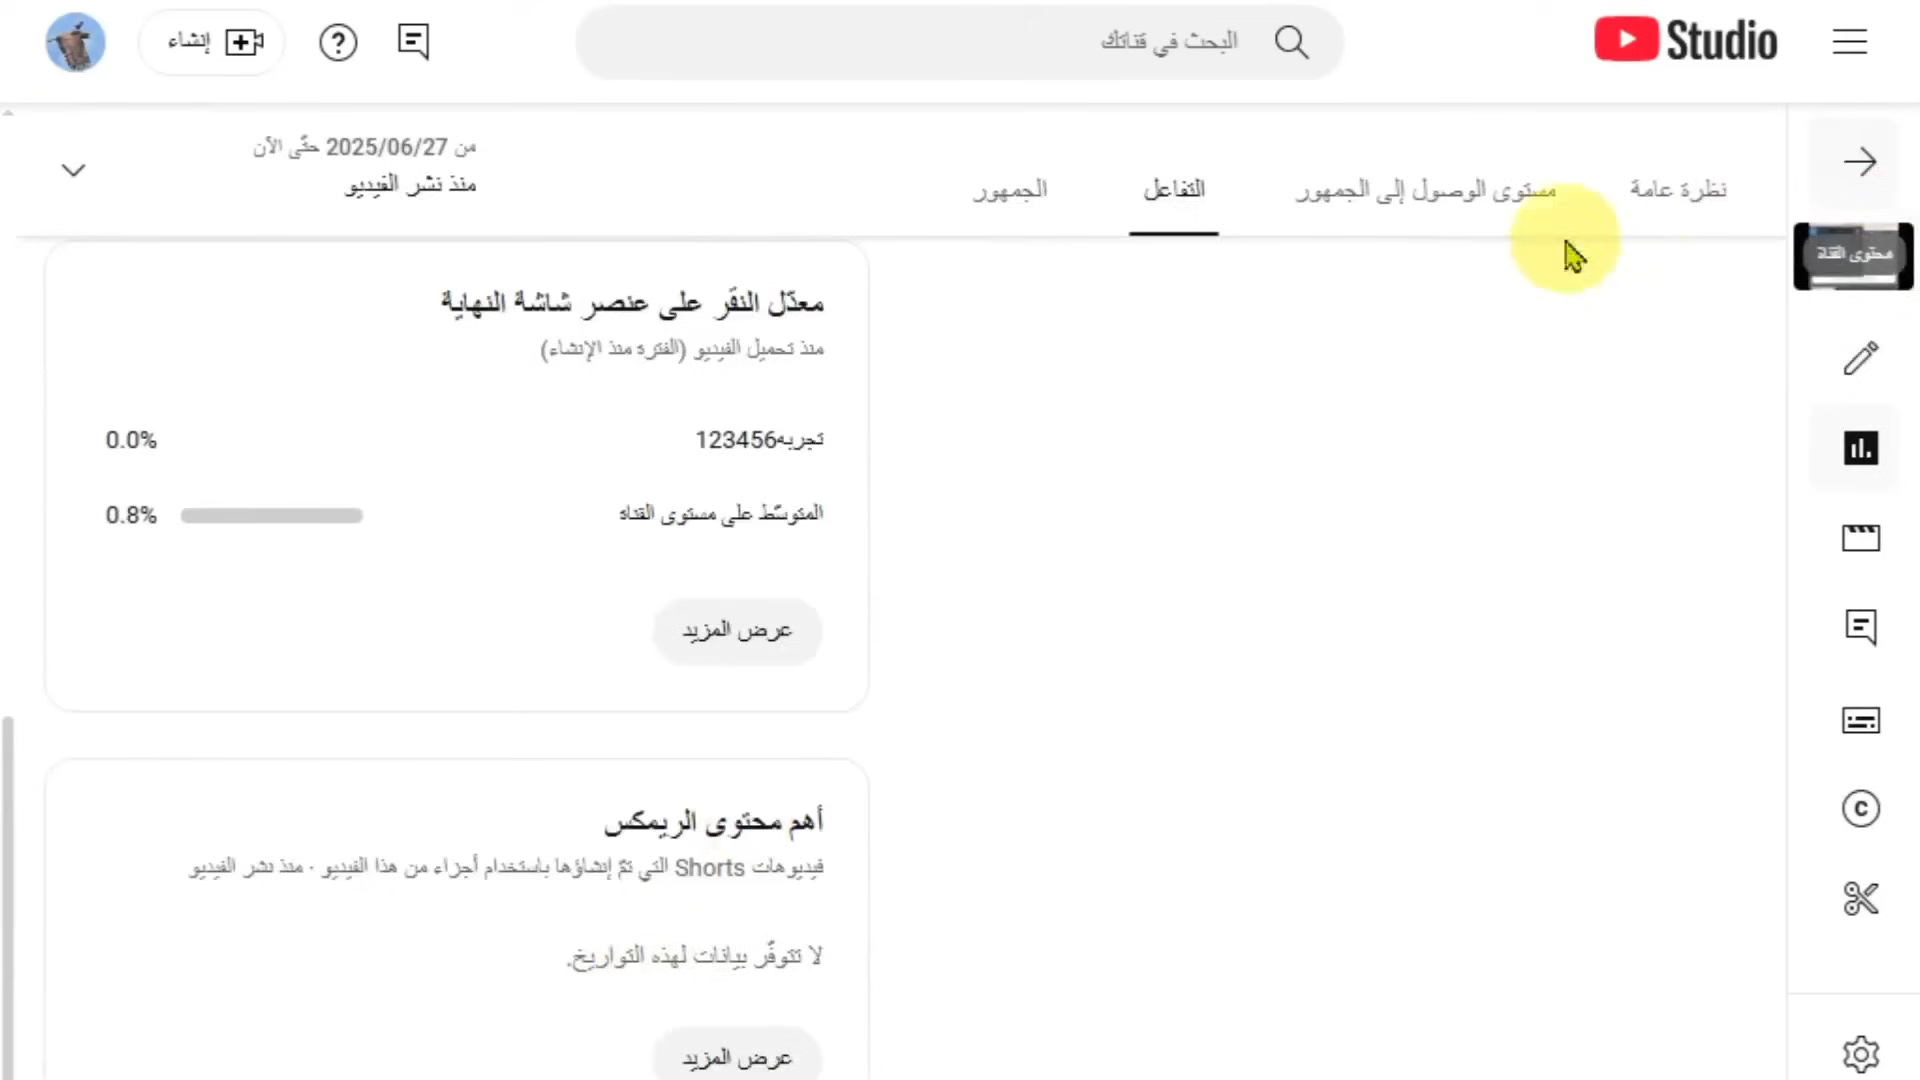 Studio
البحث في قناتك
إنشاء
نظرة عامة
مستوى الوصول إلى الجمهور
التفاعل
الجمهور
من 2025/06/27 حتّى الآن
منذ نشر الفيديو
محتوى القناة
معدّل النقر على عنصر شاشة النهاية
منذ تحميل الفيديو (الفترة منذ الإنشاء)
تجربه123456 0.0%
المتوسّط على مستوى القناة 0.8%
عرض المزيد
أهم محتوى الريمكس
فيديوهات Shorts التي تمّ إنشاؤها باستخدام أجزاء من هذا الفيديو · منذ نشر الفيديو
لا تتوفّر بيانات لهذه التواريخ.
عرض المزيد